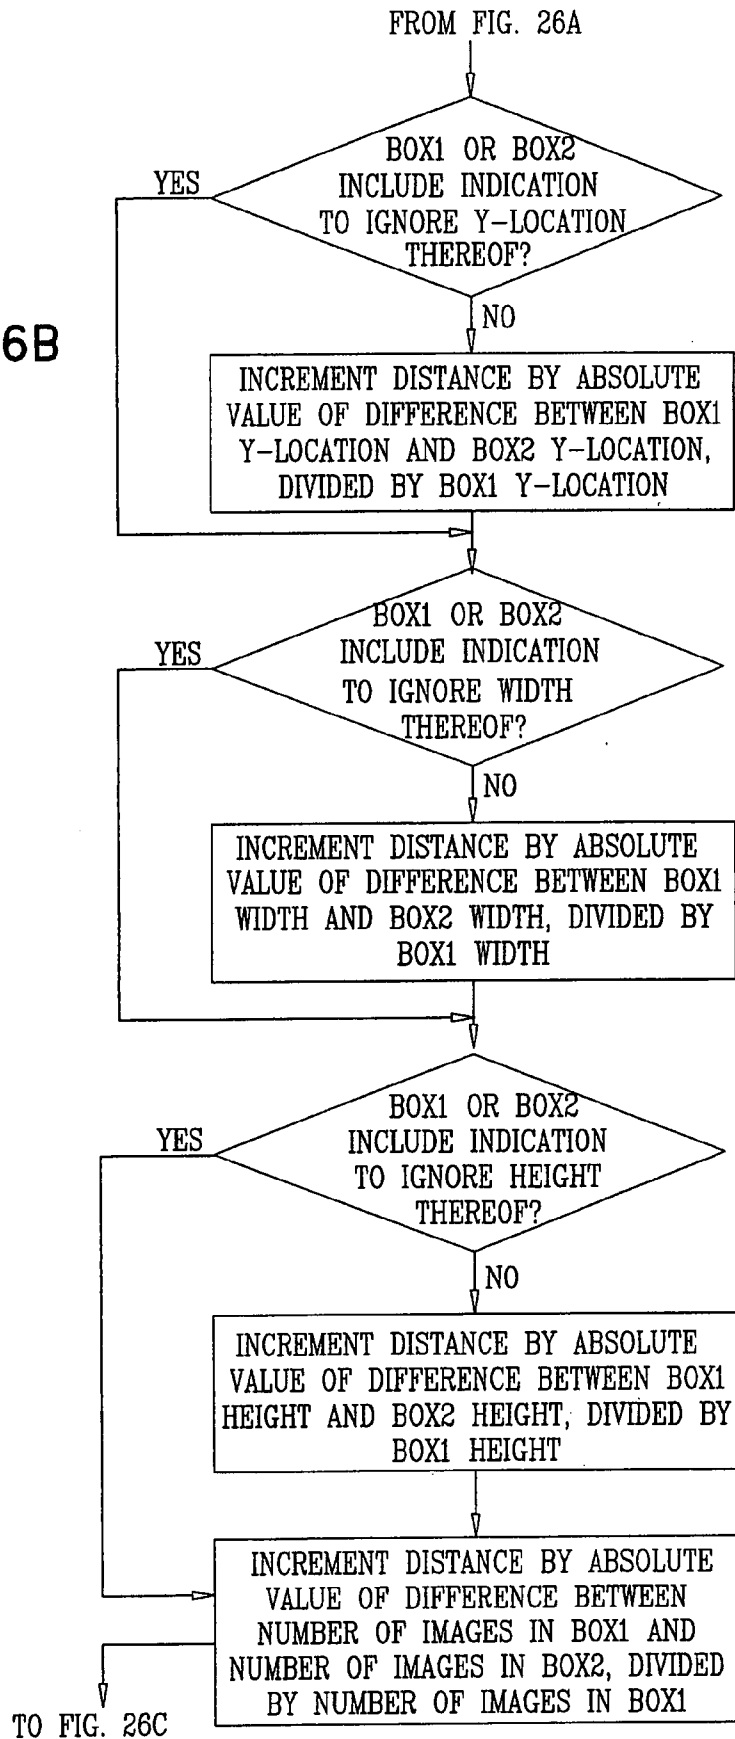 FROM FIG. 26A
BOX1 OR BOX2
INCLUDE INDICATION
TO IGNORE Y-LOCATION
THEREOF?
YES
NO
6B
INCREMENT DISTANCE BY ABSOLUTE
VALUE OF DIFFERENCE BETWEEN BOX1
Y-LOCATION AND BOX2 Y-LOCATION,
DIVIDED BY BOX1 Y-LOCATION
BOX1 OR BOX2
INCLUDE INDICATION
TO IGNORE WIDTH
THEREOF?
YES
NO
INCREMENT DISTANCE BY ABSOLUTE
VALUE OF DIFFERENCE BETWEEN BOX1
WIDTH AND BOX2 WIDTH, DIVIDED BY
BOX1 WIDTH
BOX1 OR BOX2
INCLUDE INDICATION
TO IGNORE HEIGHT
THEREOF?
YES
NO
INCREMENT DISTANCE BY ABSOLUTE
VALUE OF DIFFERENCE BETWEEN BOX1
HEIGHT AND BOX2 HEIGHT, DIVIDED BY
BOX1 HEIGHT
INCREMENT DISTANCE BY ABSOLUTE
VALUE OF DIFFERENCE BETWEEN
NUMBER OF IMAGES IN BOX1 AND
NUMBER OF IMAGES IN BOX2, DIVIDED
BY NUMBER OF IMAGES IN BOX1
TO FIG. 26C